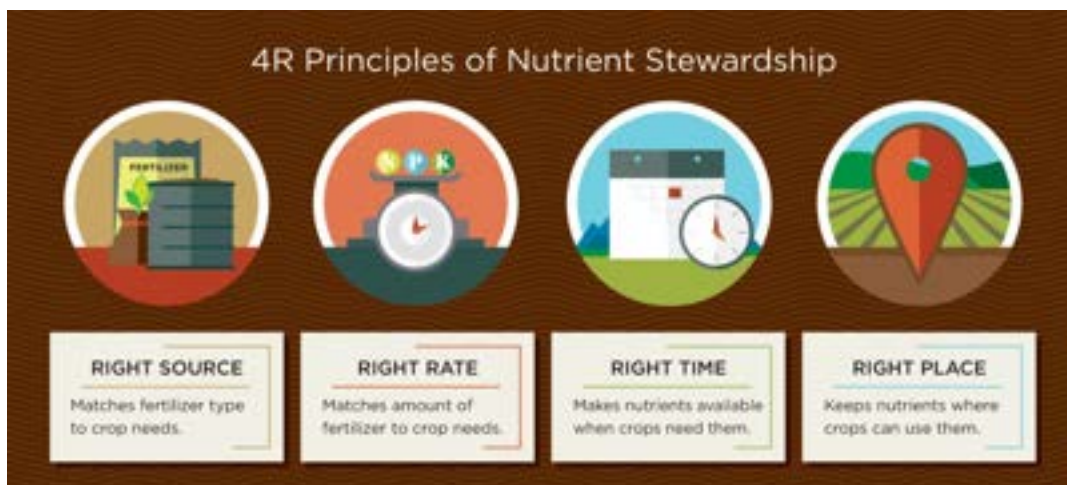 4R Principles of Nutrient Stewardship
FERTILIZER
N P K
RIGHT SOURCE
Matches fertilizer type
to crop needs.
RIGHT RATE
Matches amount of
fertilizer to crop needs.
RIGHT TIME
Makes nutrients available
when crops need them.
RIGHT PLACE
Keeps nutrients where
crops can use them.